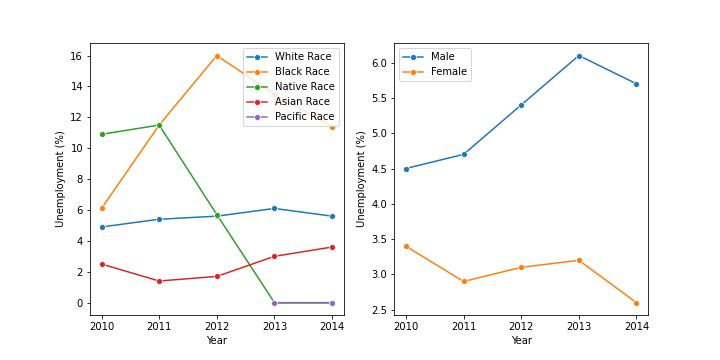 16
14
12
10
8
6
4
2
0
Unemployment (%)
2010 2011 2012 2013 2014
Year
White Race
Black Race
Native Race
Asian Race
Pacific Race
6.0
5.5
5.0
4.5
4.0
3.5
3.0
2.5
Unemployment (%)
2010 2011 2012 2013 2014
Year
Male
Female